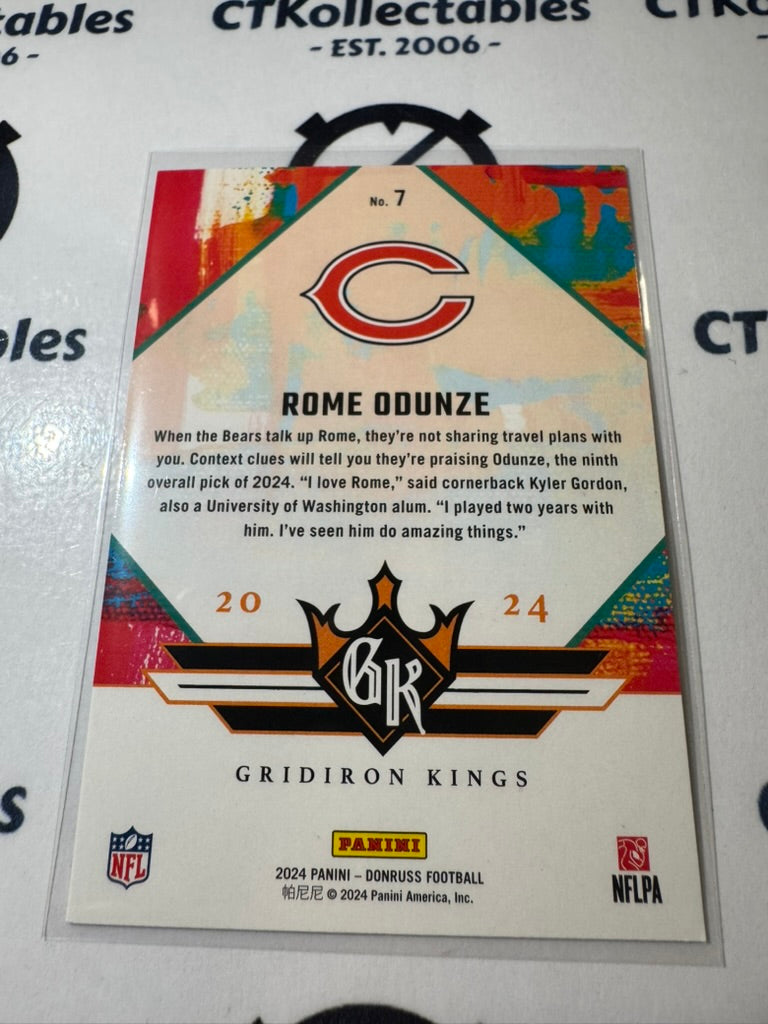 tables
CTKollectables
CTKo
6 -
- EST. 2006 -
No. 7
ROME ODUNZE
When the Bears talk up Rome, they're not sharing travel plans with
you. Context clues will tell you they're praising Odunze, the ninth
overall pick of 2024. “I love Rome,” said cornerback Kyler Gordon,
also a University of Washington alum. “I played two years with
him. I've seen him do amazing things.”
les
CT
20 24
GK
GRIDIRON KINGS
NFL
PANINI
2024 PANINI – DONRUSS FOOTBALL
帕尼尼 © 2024 Panini America, Inc.
NFLPA
s